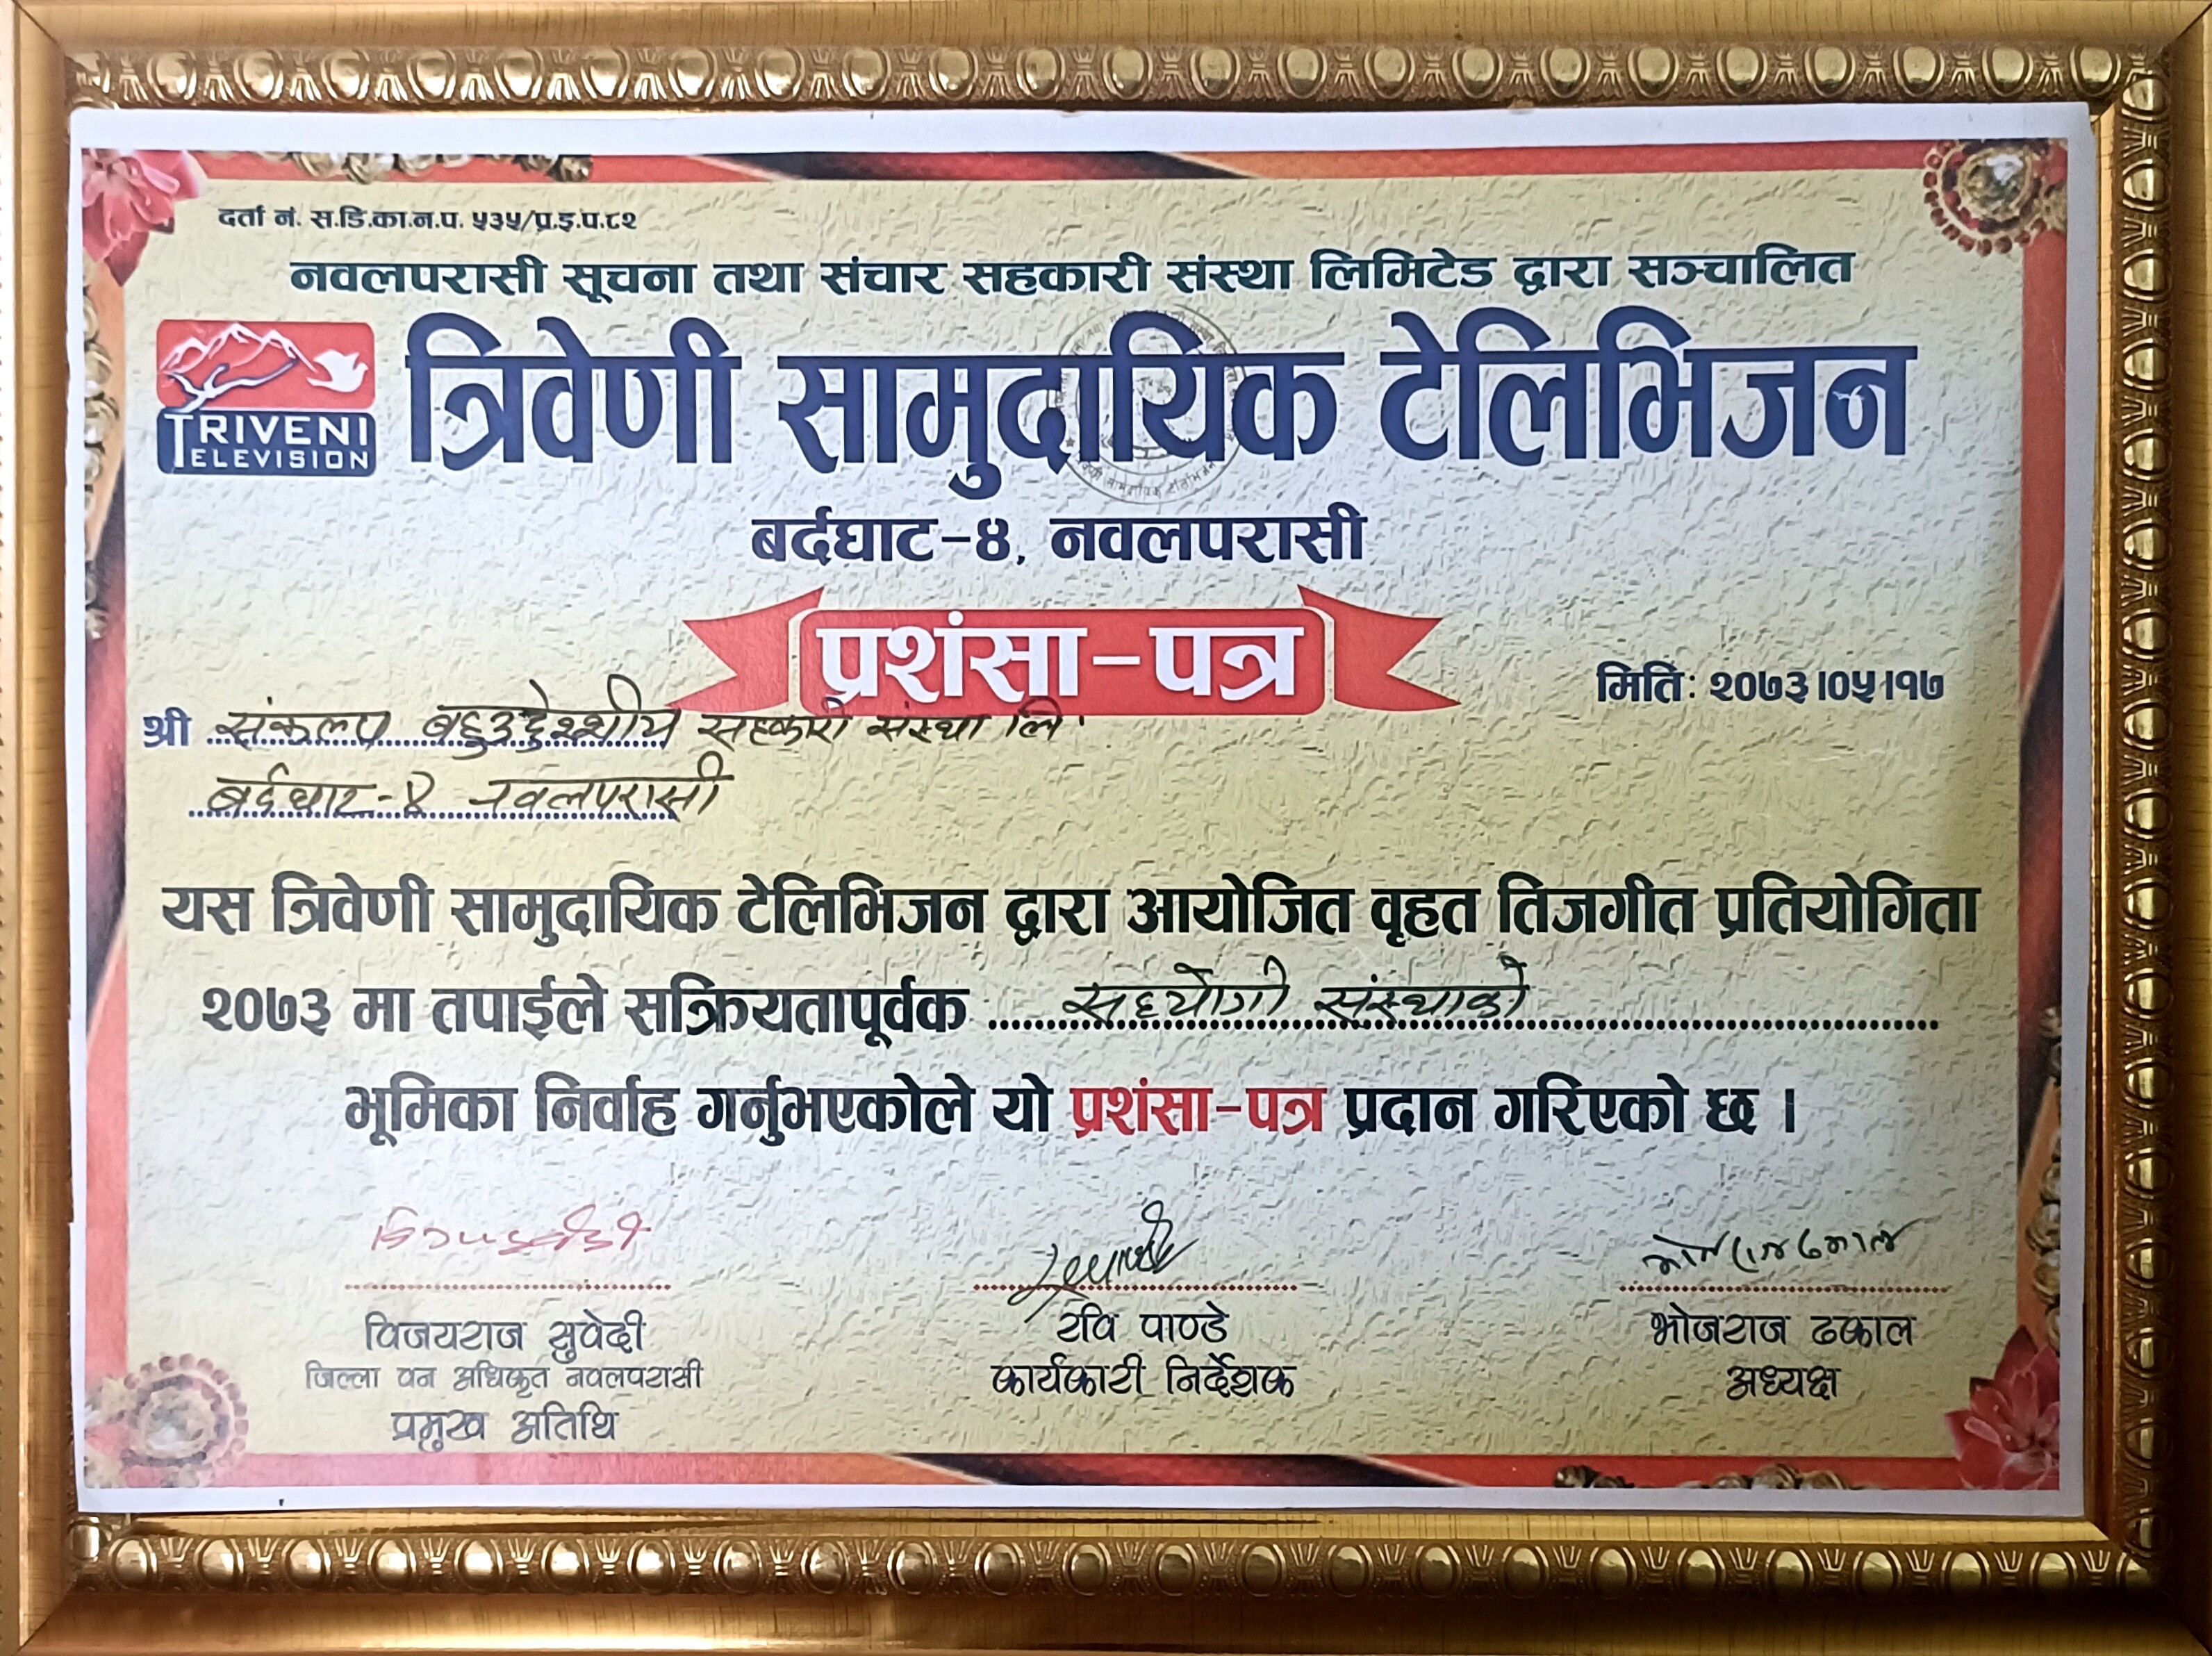 दर्ता नं. स.डि.का.न.प. ५३५/प्र.इ.प.८२
नवलपरासी सूचना तथा संचार सहकारी संस्था लिमिटेड द्वारा सञ्चालित
TRIVENI
TELEVISION
त्रिवेणी सामुदायिक टेलिभिजन
बर्दघाट-४, नवलपरासी
प्रशंसा-पत्र
मिति: २०७३।०५।१७
श्री संकल्प बहुउद्देश्यीय सहकारी संस्था लि.
बर्दघाट-४ नवलपरासी
यस त्रिवेणी सामुदायिक टेलिभिजन द्वारा आयोजित वृहत तिजगीत प्रतियोगिता
२०७३ मा तपाईले सक्रियतापूर्वक सहयोगी संस्थाको
भूमिका निर्वाह गर्नुभएकोले यो प्रशंसा-पत्र प्रदान गरिएको छ ।
विजयराज सुवेदी
जिल्ला वन अधिकृत नवलपरासी
प्रमुख अतिथि
रवि पाण्डे
कार्यकारी निर्देशक
भोजराज ढकाल
भोजराज ढकाल
अध्यक्ष